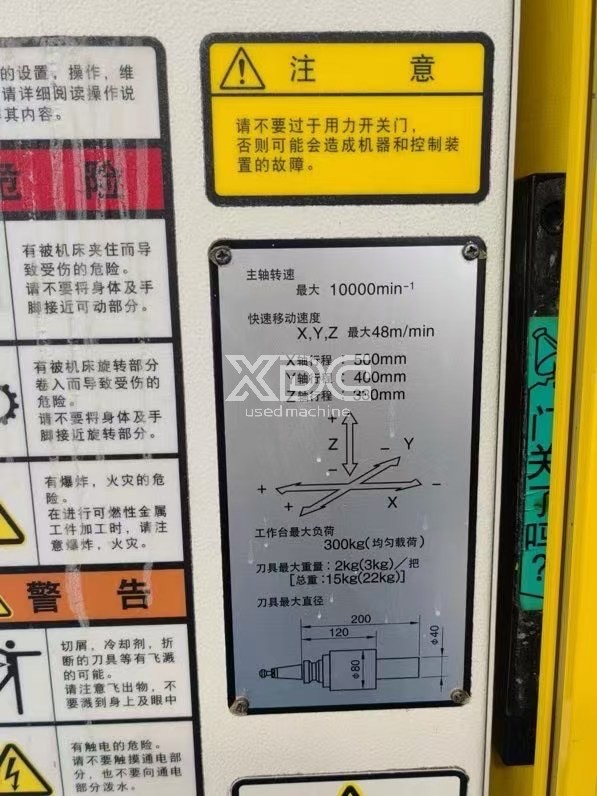 的设置，操作，维
请详细阅读操作说
得其内容。
危 险
有被机床夹住而导
致受伤的危险。
请不要将身体及手
脚接近可动部分。
有被机床旋转部分
卷入而导致受伤的
危险。
请不要将身体及手
脚接近旋转部分。
有爆炸，火灾的危
险。
在进行可燃性金属
工件加工时，请注
意爆炸，火灾。
警 告
切屑，冷却剂，折
断的刀具等有飞溅
的可能。
请注意飞出物，不
要溅到身上及眼中
有触电的危险。
请不要触摸通电部
分，也不要向通电
部分泼水。
注 意
请不要过于用力开关门，
否则可能会造成机器和控制装
置的故障。
主轴转速
最大 10000min-1
快速移动速度
X,Y,Z 最大48m/min
X轴行程：500mm
Y轴行程：400mm
Z轴行程：330mm
XDC
used machine
+
Z
−
− Y
+
+ X −
工作台最大负荷
300kg(均匀载荷)
刀具最大重量：2kg(3kg)／把
[总重：15kg(22kg)]
刀具最大直径
200
120
φ80
φ40
门关了吗?